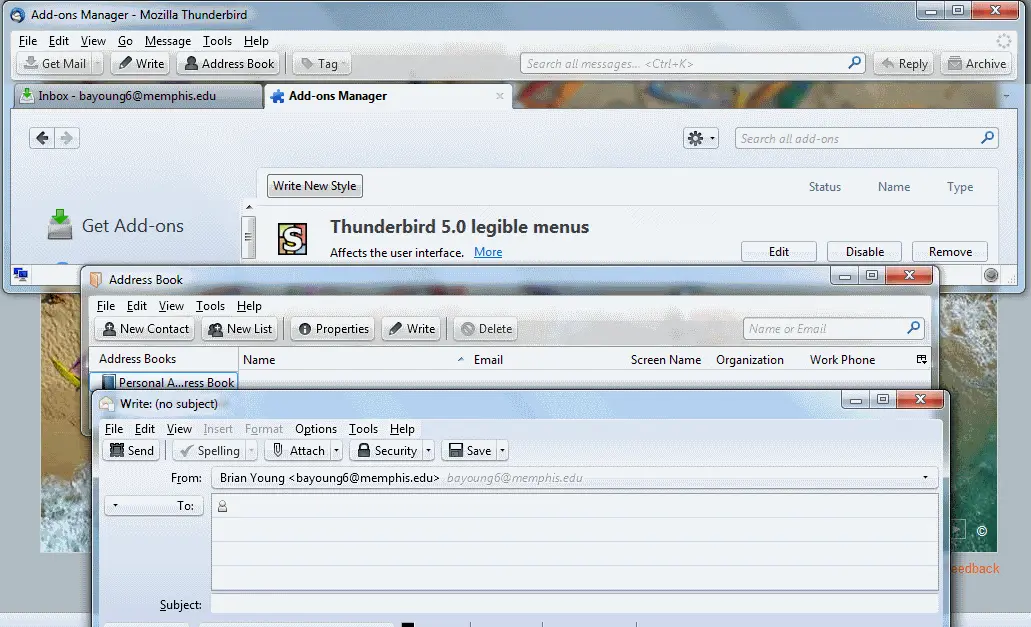 Add-ons Manager - Mozilla Thunderbird
File Edit View Go Message Tools Help
Get Mail Write Address Book Tag Search all messages... <Ctrl+K> Reply Archive
Inbox - bayoung6@memphis.edu Add-ons Manager
Search all add-ons
Write New Style Status Name Type
Get Add-ons
Thunderbird 5.0 legible menus
Affects the user interface. More Edit Disable Remove
Address Book
File Edit View Tools Help
New Contact New List Properties Write Delete Name or Email
Address Books Name Email Screen Name Organization Work Phone
Personal A...ress Book
Write: (no subject)
File Edit View Insert Format Options Tools Help
Send Spelling Attach Security Save
From: Brian Young <bayoung6@memphis.edu> bayoung6@memphis.edu
To:
©
eedback
Subject: